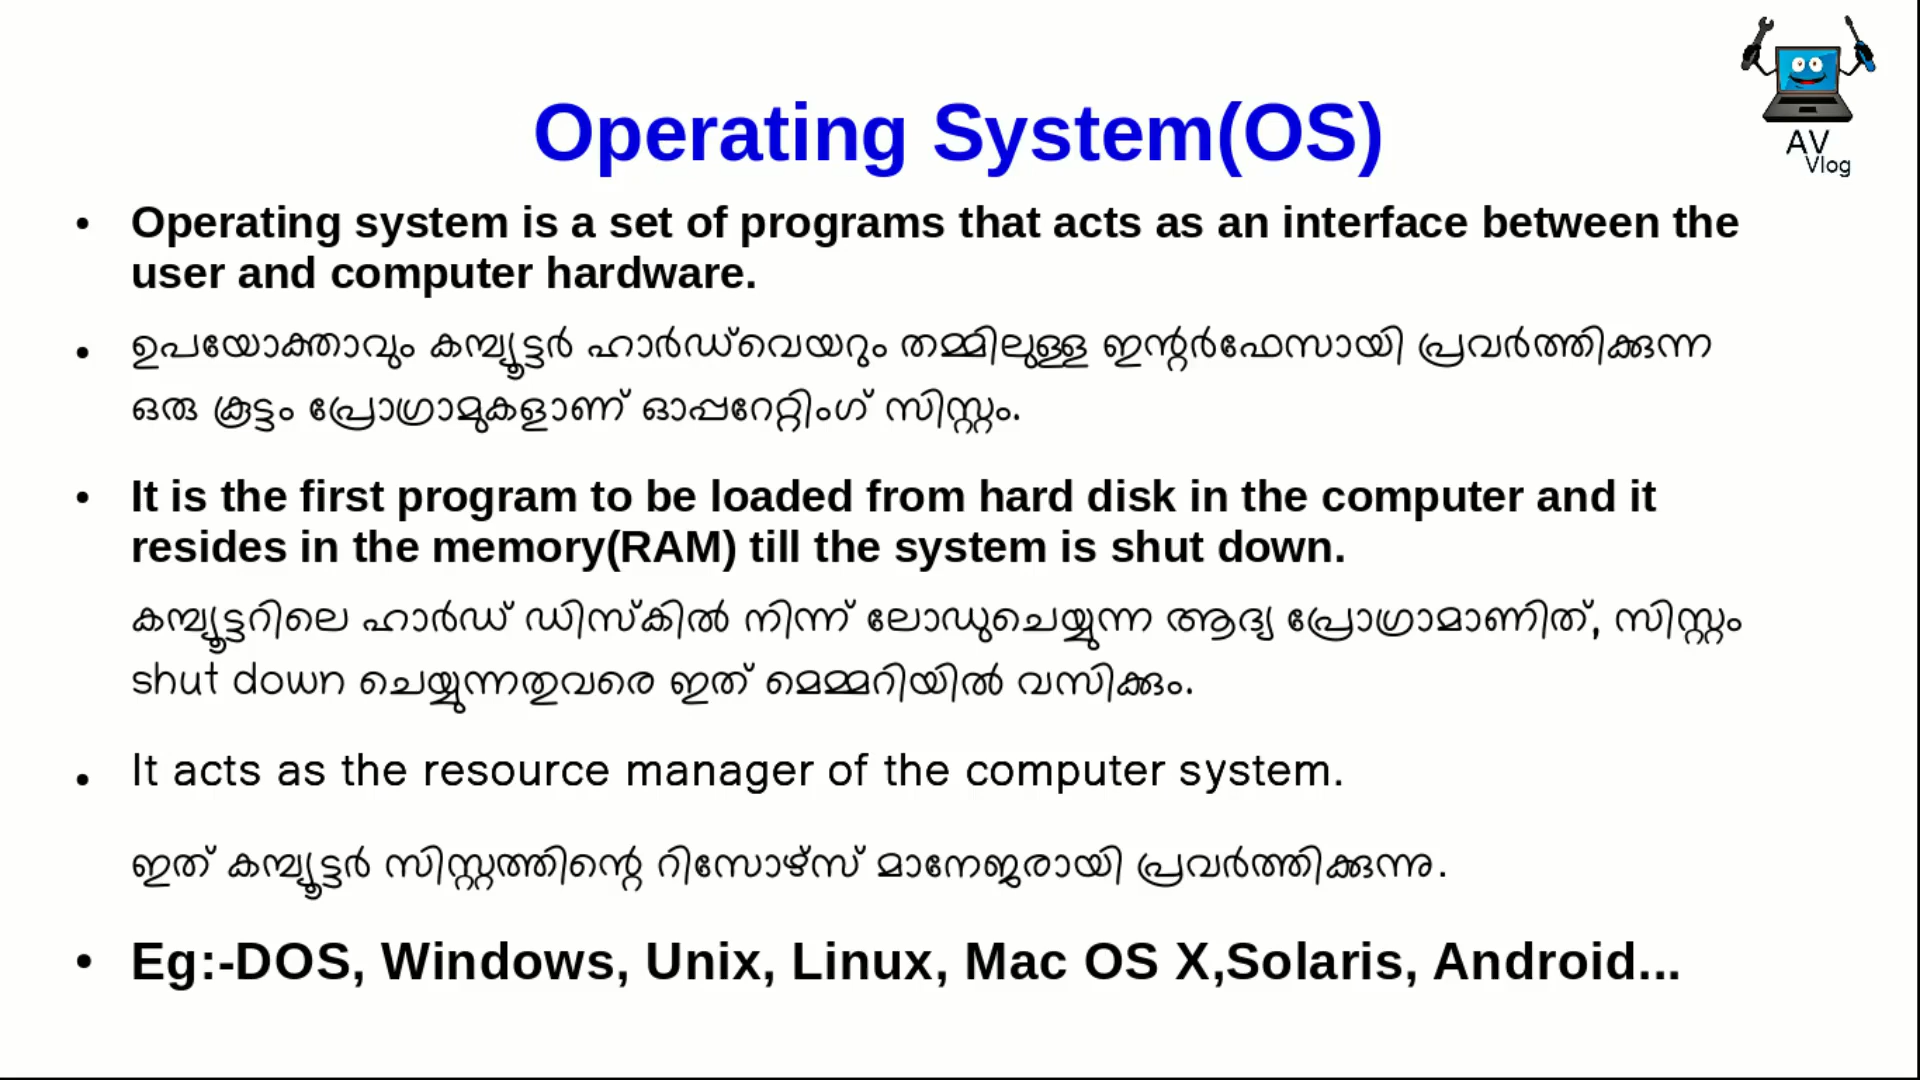 AV
Vlog
Operating System(OS)
• Operating system is a set of programs that acts as an interface between the
user and computer hardware.
• ഉപയോക്താവും കമ്പ്യൂട്ടർ ഹാർഡ്‌വെയറും തമ്മിലുള്ള ഇന്റർഫേസായി പ്രവർത്തിക്കുന്ന
ഒരു കൂട്ടം പ്രോഗ്രാമുകളാണ് ഓപ്പറേറ്റിംഗ് സിസ്റ്റം.
• It is the first program to be loaded from hard disk in the computer and it
resides in the memory(RAM) till the system is shut down.
കമ്പ്യൂട്ടറിലെ ഹാർഡ് ഡിസ്കിൽ നിന്ന് ലോഡുചെയ്യുന്ന ആദ്യ പ്രോഗ്രാമാണിത്, സിസ്റ്റം
shut down ചെയ്യുന്നതുവരെ ഇത് മെമ്മറിയിൽ വസിക്കും.
• It acts as the resource manager of the computer system.
ഇത് കമ്പ്യൂട്ടർ സിസ്റ്റത്തിന്റെ റിസോഴ്സ് മാനേജരായി പ്രവർത്തിക്കുന്നു.
• Eg:-DOS, Windows, Unix, Linux, Mac OS X,Solaris, Android...